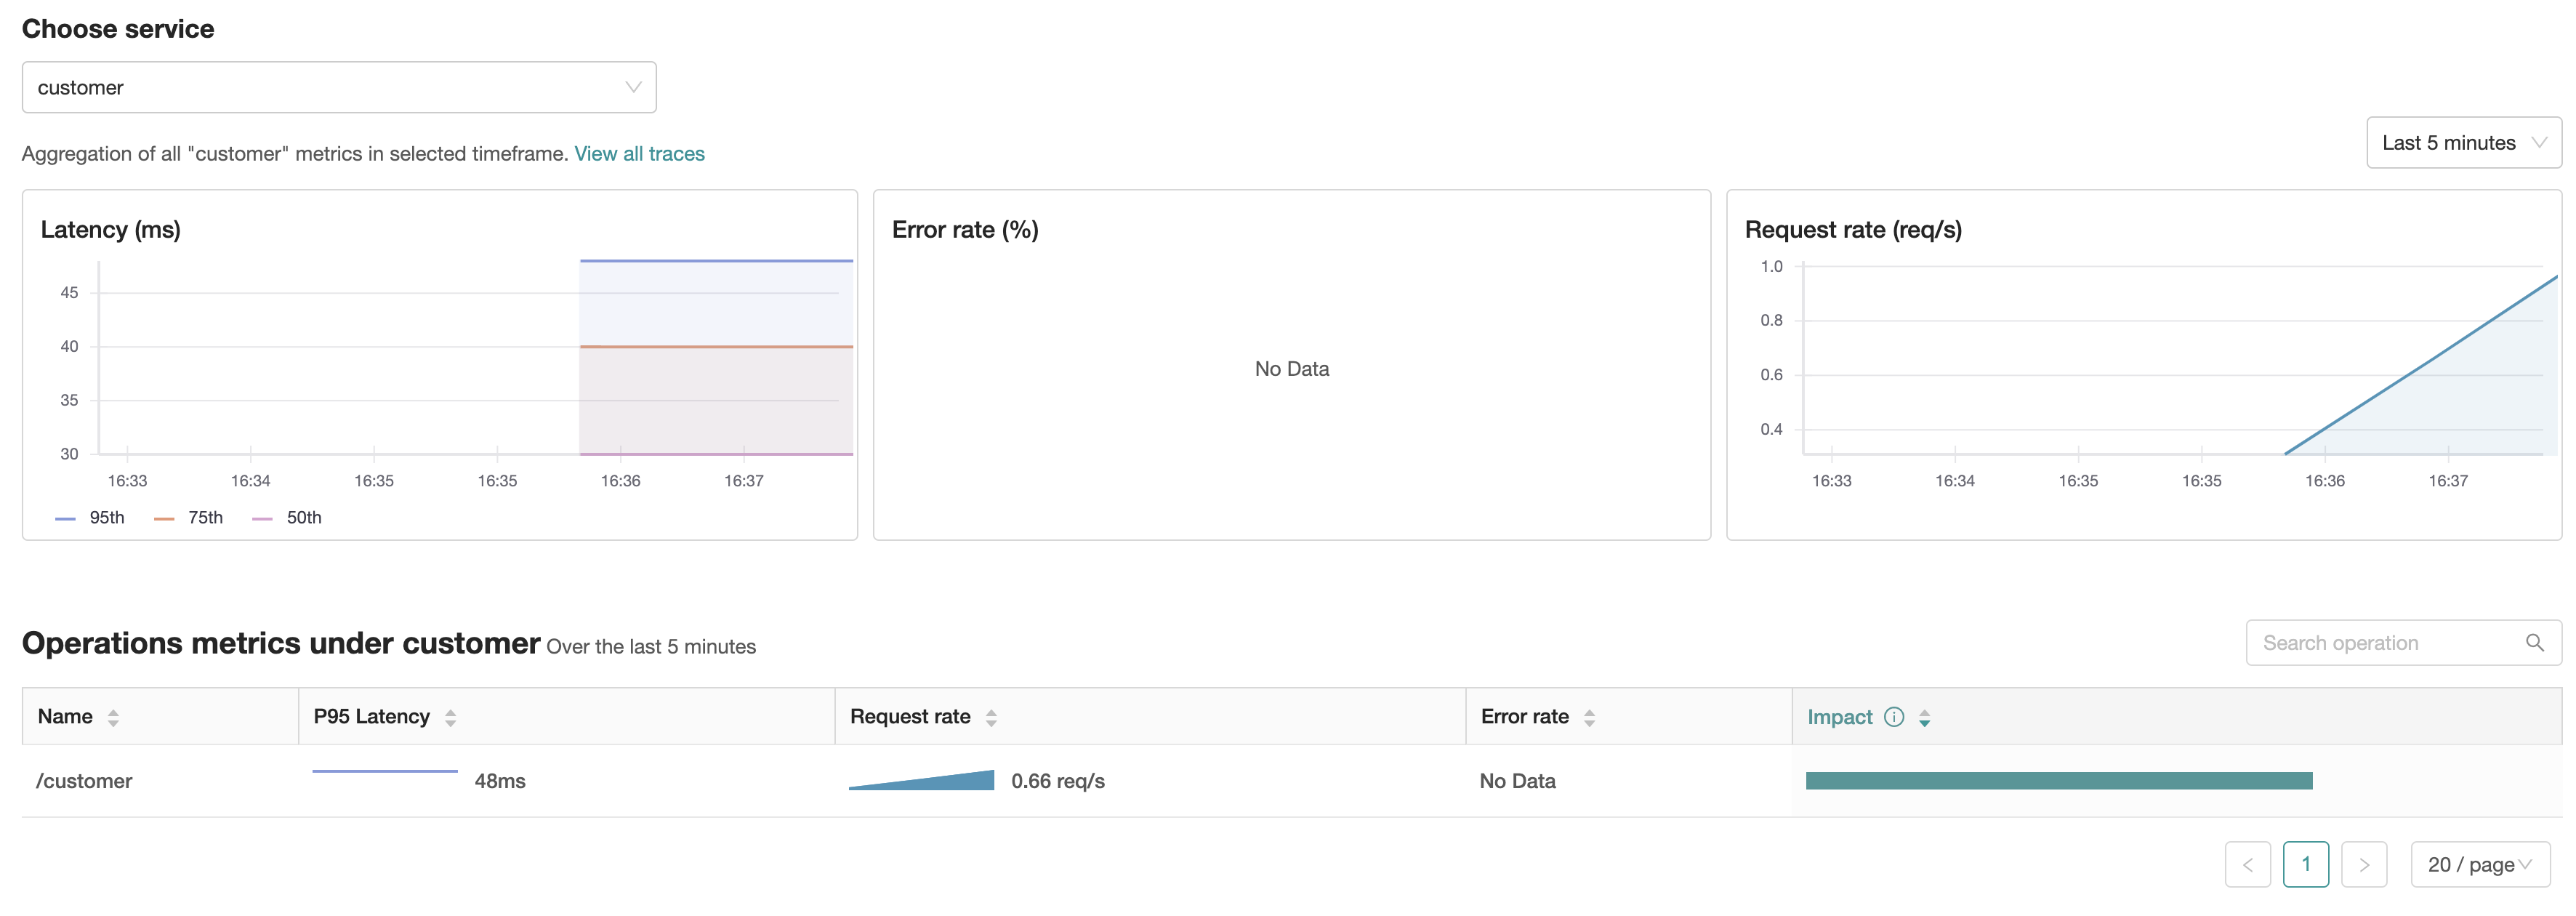 Choose service
customer
Aggregation of all "customer" metrics in selected timeframe. View all traces
Last 5 minutes
Latency (ms)
45
40
35
30
16:33 16:34 16:35 16:35 16:36 16:37
95th 75th 50th
Error rate (%)
No Data
Request rate (req/s)
1.0
0.8
0.6
0.4
16:33 16:34 16:35 16:35 16:36 16:37
Operations metrics under customer Over the last 5 minutes
Search operation
Name P95 Latency Request rate Error rate Impact
/customer 48ms 0.66 req/s No Data
< 1 > 20 / page